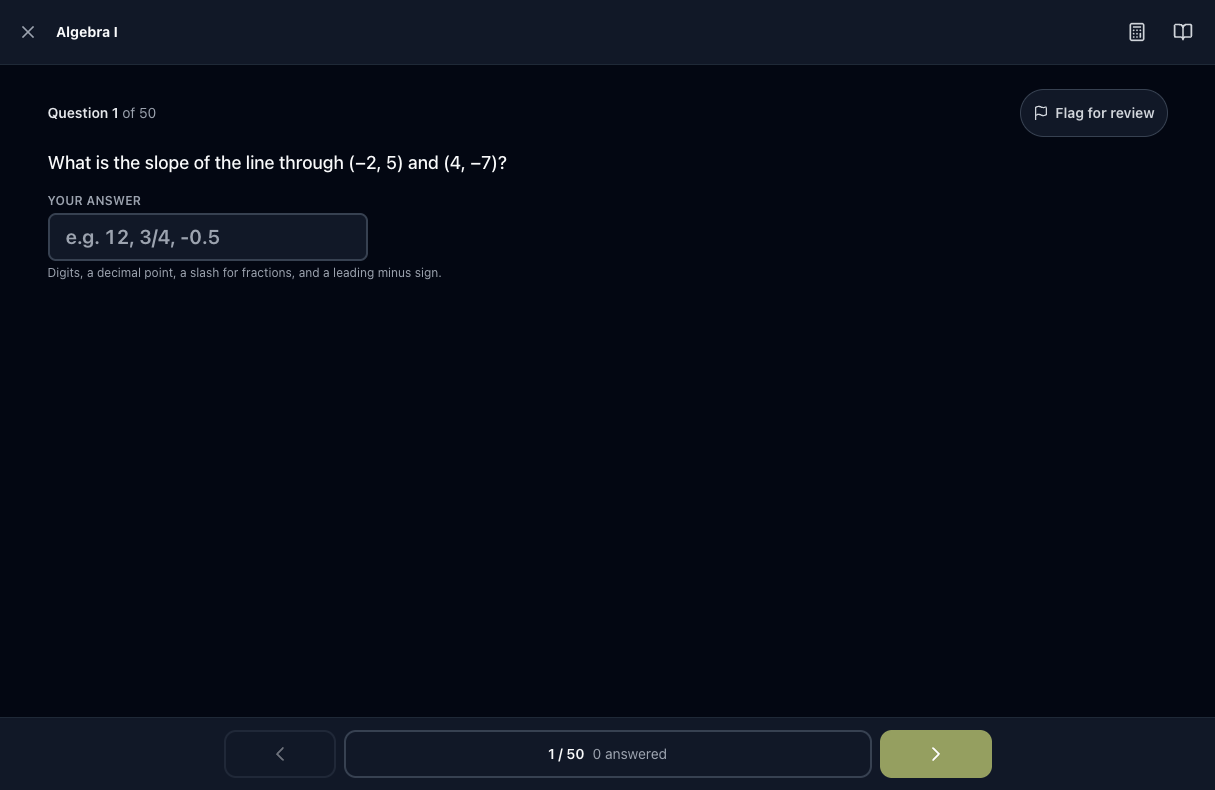 Algebra I
Question 1 of 50
Flag for review
What is the slope of the line through (−2, 5) and (4, −7)?
YOUR ANSWER
e.g. 12, 3/4, -0.5
Digits, a decimal point, a slash for fractions, and a leading minus sign.
1 / 50 0 answered